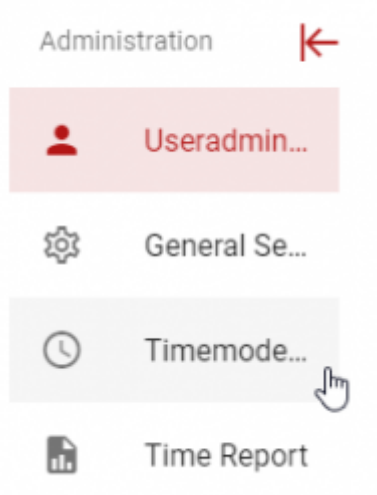 Administration
Useradmin...
General Se...
Timemode...
Time Report